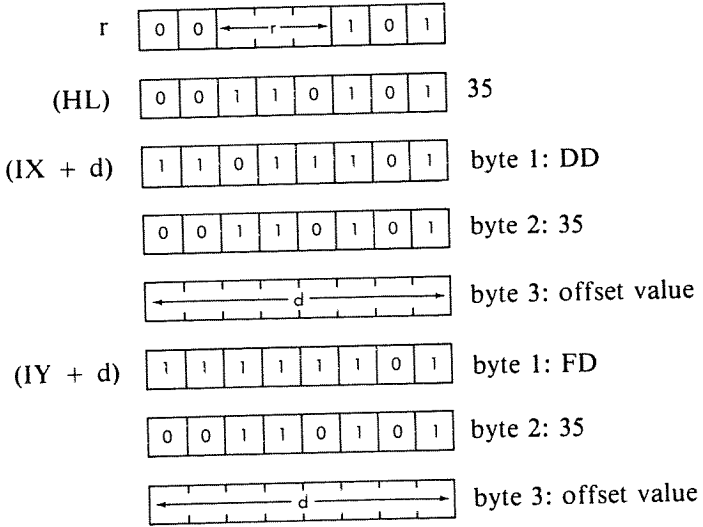 r 0 0 r 1 0 1
(HL) 0 0 1 1 0 1 0 1 35
(IX + d) 1 1 0 1 1 1 0 1 byte 1: DD
0 0 1 1 0 1 0 1 byte 2: 35
d byte 3: offset value
(IY + d) 1 1 1 1 1 1 0 1 byte 1: FD
0 0 1 1 0 1 0 1 byte 2: 35
d byte 3: offset value